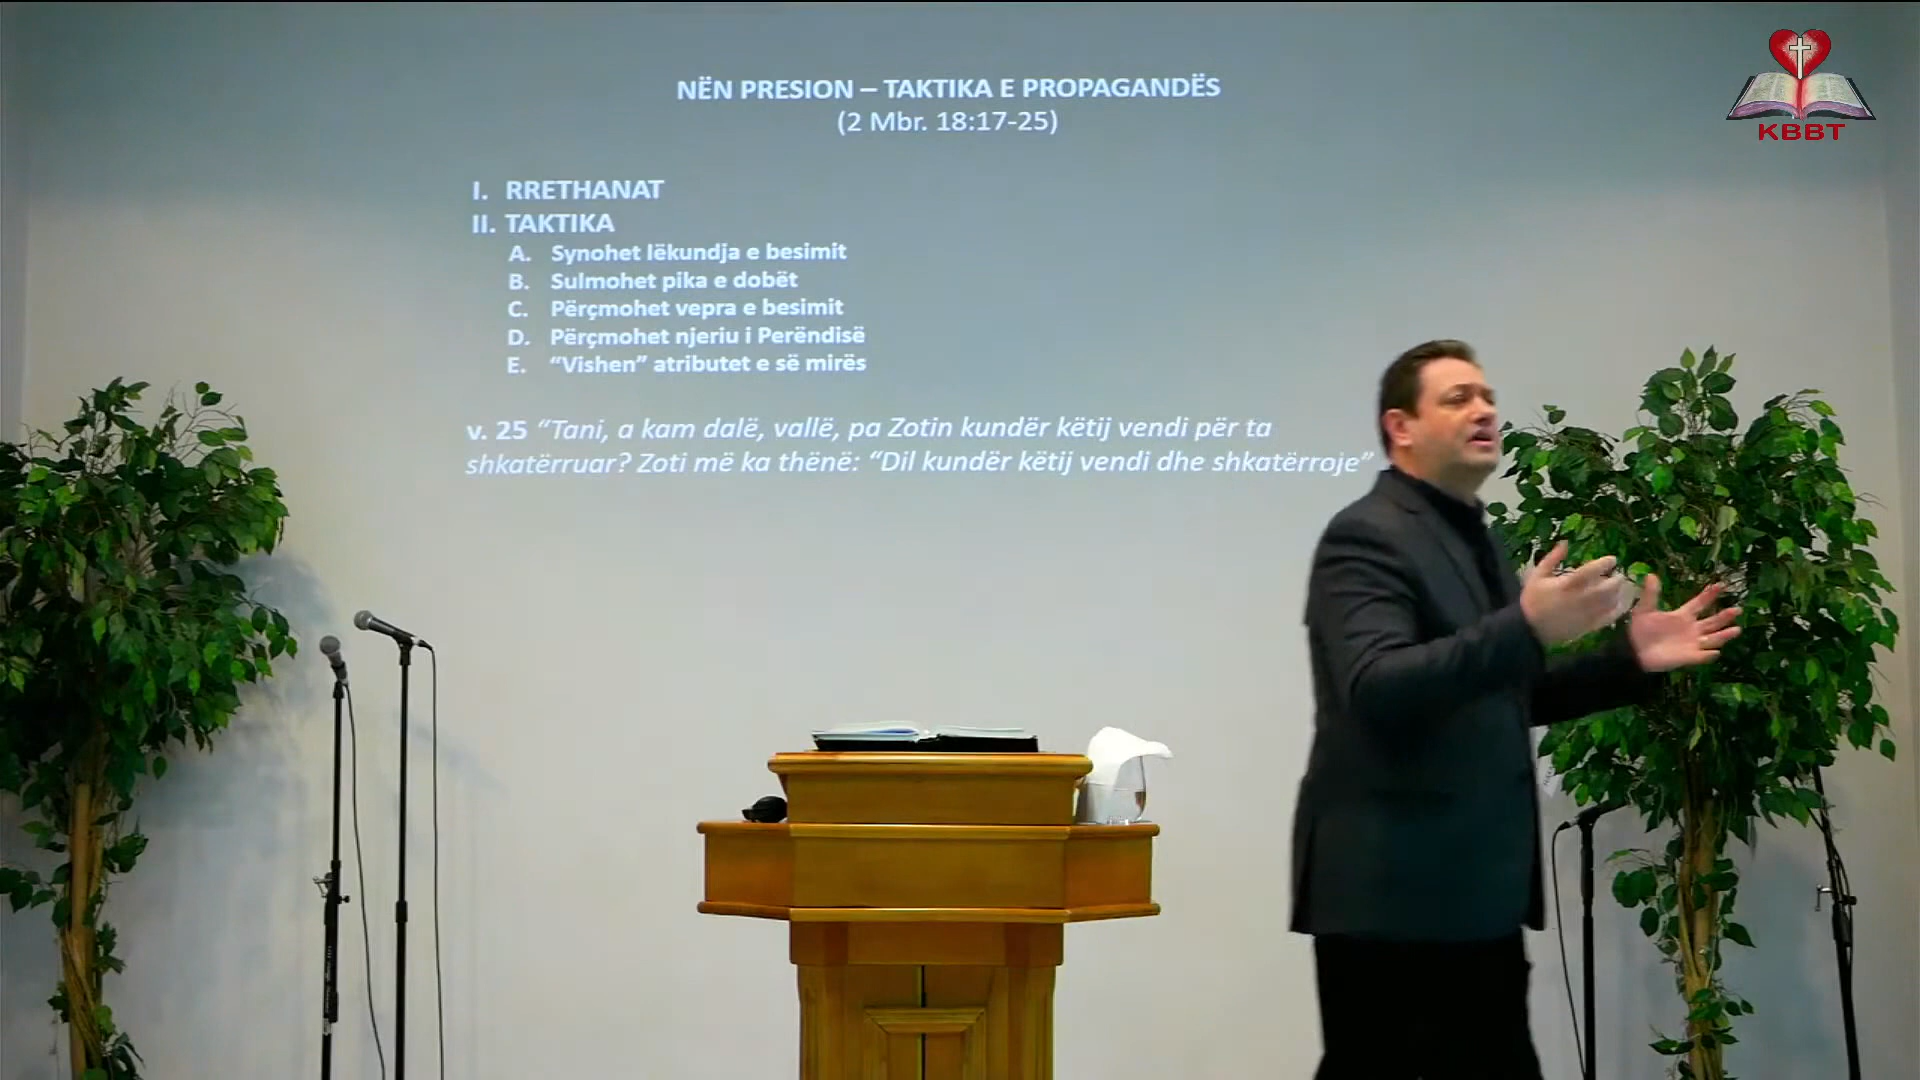 NËN PRESION – TAKTIKA E PROPAGANDËS
(2 Mbr. 18:17-25)
KBBT
I. RRETHANAT
II. TAKTIKA
A. Synohet lëkundja e besimit
B. Sulmohet pika e dobët
C. Përçmohet vepra e besimit
D. Përçmohet njeriu i Perëndisë
E. “Vishen” atributet e së mirës
v. 25 “Tani, a kam dalë, vallë, pa Zotin kundër këtij vendi për ta
shkatërruar? Zoti më ka thënë: “Dil kundër këtij vendi dhe shkatërroje”